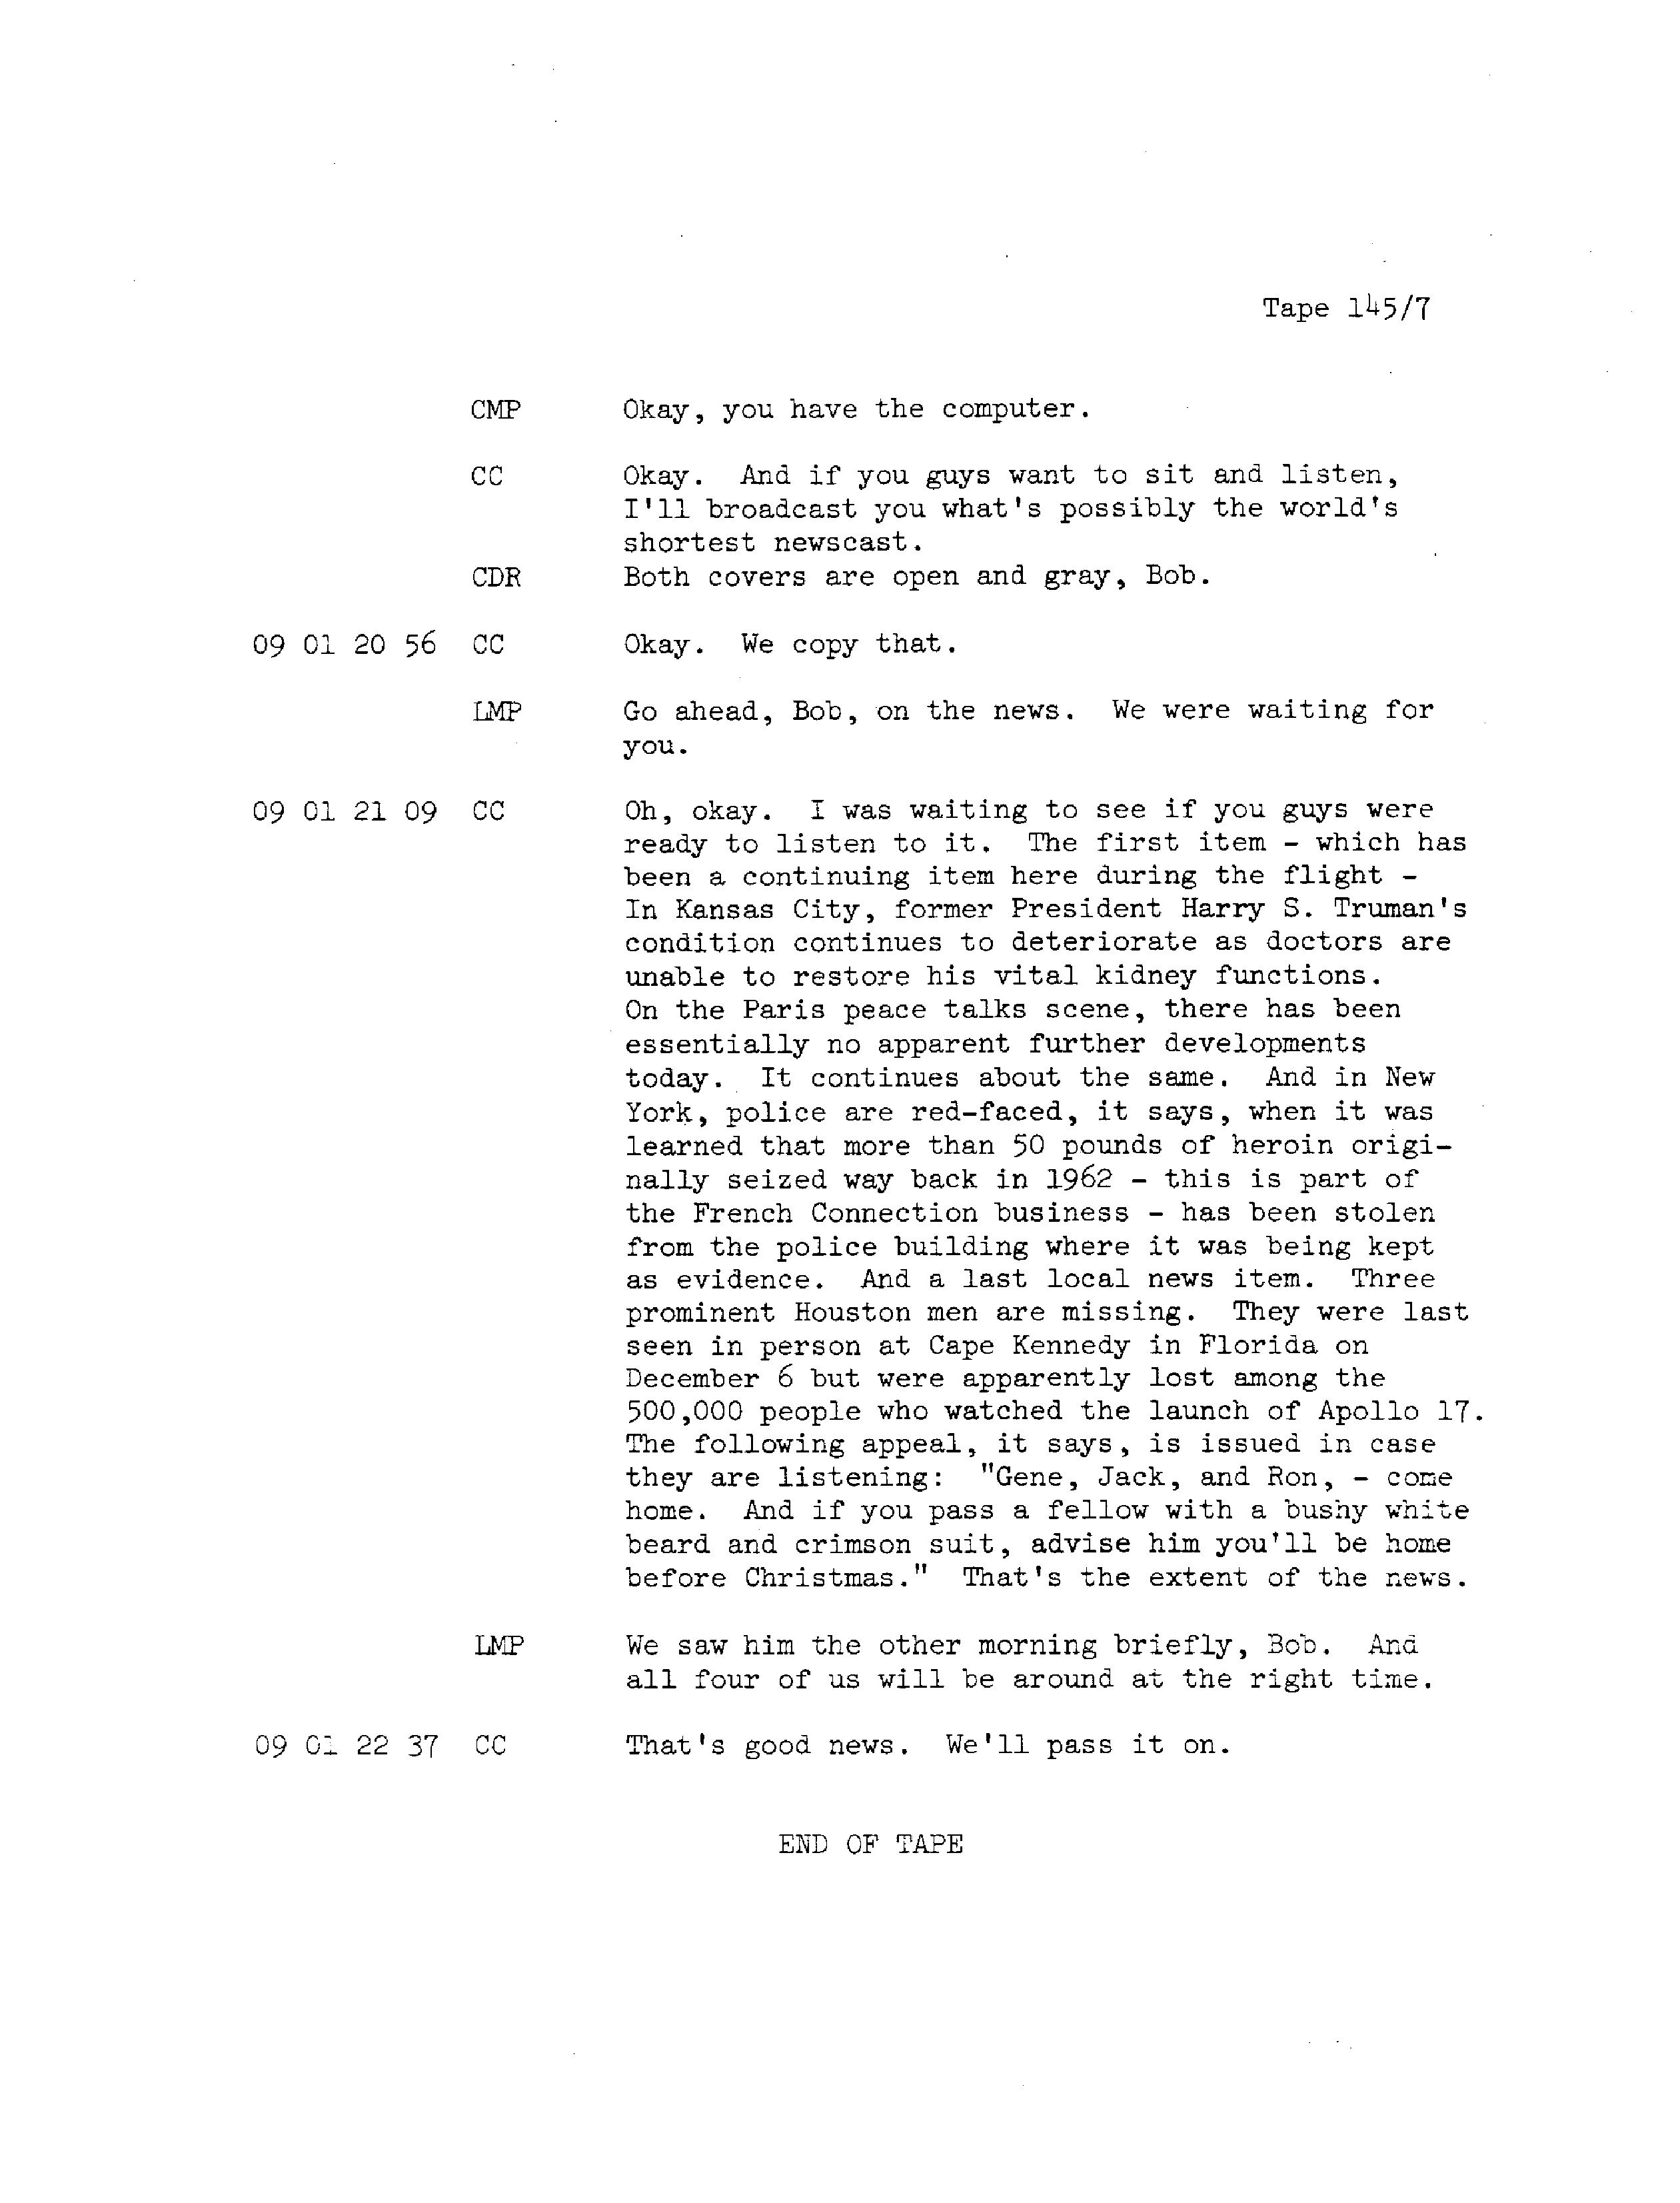 Tape 145/7
CMP Okay, you have the computer.
CC Okay. And if you guys want to sit and listen,
I'll broadcast you what's possibly the world's
shortest newscast.
CDR Both covers are open and gray, Bob.
09 01 20 56 CC Okay. We copy that.
LMP Go ahead, Bob, on the news. We were waiting for
you.
09 01 21 09 CC Oh, okay. I was waiting to see if you guys were
ready to listen to it. The first item - which has
been a continuing item here during the flight -
In Kansas City, former President Harry S. Truman's
condition continues to deteriorate as doctors are
unable to restore his vital kidney functions.
On the Paris peace talks scene, there has been
essentially no apparent further developments
today. It continues about the same. And in New
York, police are red-faced, it says, when it was
learned that more than 50 pounds of heroin origi-
nally seized way back in 1962 - this is part of
the French Connection business - has been stolen
from the police building where it was being kept
as evidence. And a last local news item. Three
prominent Houston men are missing. They were last
seen in person at Cape Kennedy in Florida on
December 6 but were apparently lost among the
500,000 people who watched the launch of Apollo 17.
The following appeal, it says, is issued in case
they are listening: "Gene, Jack, and Ron, - come
home. And if you pass a fellow with a bushy white
beard and crimson suit, advise him you'll be home
before Christmas." That's the extent of the news.
LMP We saw him the other morning briefly, Bob. And
all four of us will be around at the right time.
09 01 22 37 CC That's good news. We'll pass it on.
END OF TAPE